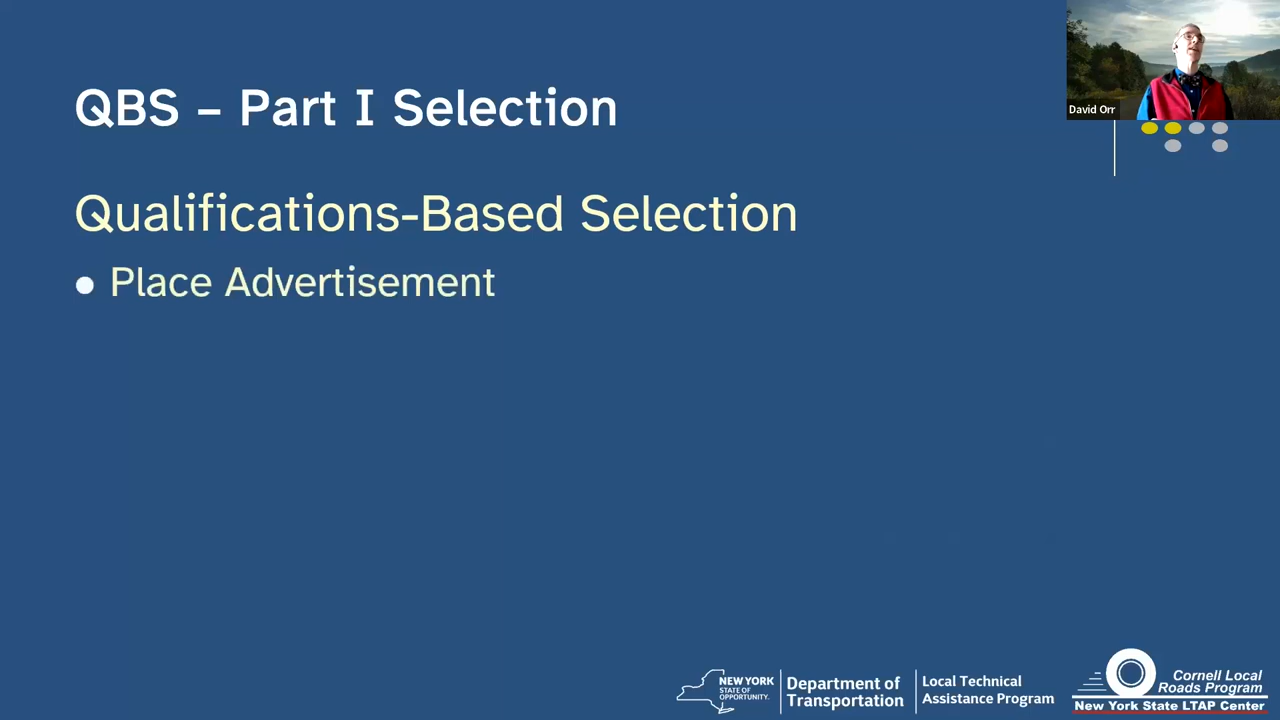 David Orr
QBS – Part I Selection
Qualifications-Based Selection
● Place Advertisement
NEW YORK
STATE OF
OPPORTUNITY.
Department of
Transportation
Local Technical
Assistance Program
Cornell Local
Roads Program
New York State LTAP Center